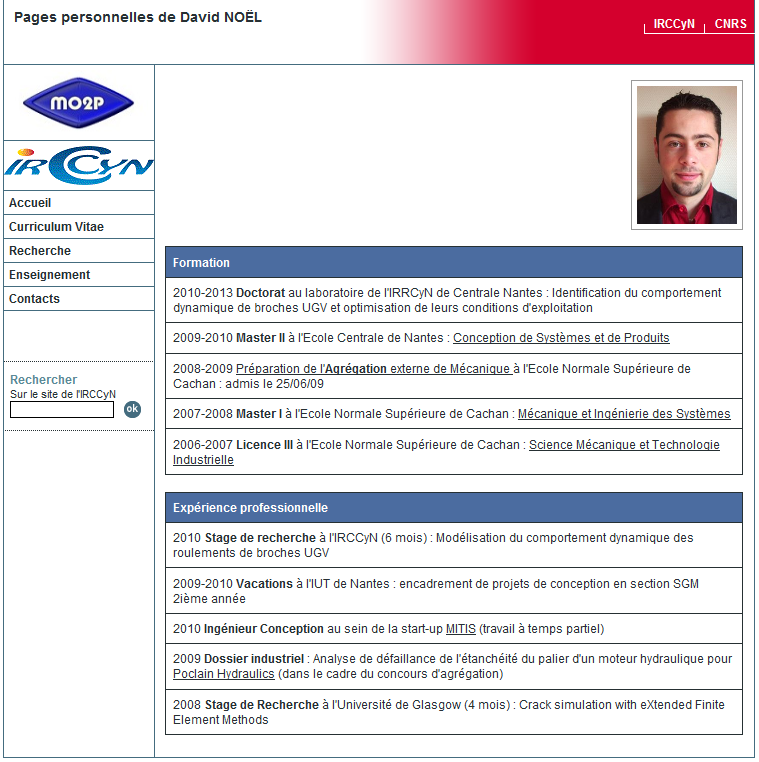 Pages personnelles de David NOËL
IRCCyN
CNRS
MO2P
IRCCyN
Accueil
Curriculum Vitae
Recherche
Enseignement
Contacts
Rechercher
Sur le site de l'IRCCyN
ok
Formation
2010-2013 Doctorat au laboratoire de l'IRRCyN de Centrale Nantes : Identification du comportement
dynamique de broches UGV et optimisation de leurs conditions d'exploitation
2009-2010 Master II à l'Ecole Centrale de Nantes : Conception de Systèmes et de Produits
2008-2009 Préparation de l'Agrégation externe de Mécanique à l'Ecole Normale Supérieure de
Cachan : admis le 25/06/09
2007-2008 Master I à l'Ecole Normale Supérieure de Cachan : Mécanique et Ingénierie des Systèmes
2006-2007 Licence III à l'Ecole Normale Supérieure de Cachan : Science Mécanique et Technologie
Industrielle
Expérience professionnelle
2010 Stage de recherche à l'IRCCyN (6 mois) : Modélisation du comportement dynamique des
roulements de broches UGV
2009-2010 Vacations à l'IUT de Nantes : encadrement de projets de conception en section SGM
2ième année
2010 Ingénieur Conception au sein de la start-up MITIS (travail à temps partiel)
2009 Dossier industriel : Analyse de défaillance de l'étanchéité du palier d'un moteur hydraulique pour
Poclain Hydraulics (dans le cadre du concours d'agrégation)
2008 Stage de Recherche à l'Université de Glasgow (4 mois) : Crack simulation with eXtended Finite
Element Methods